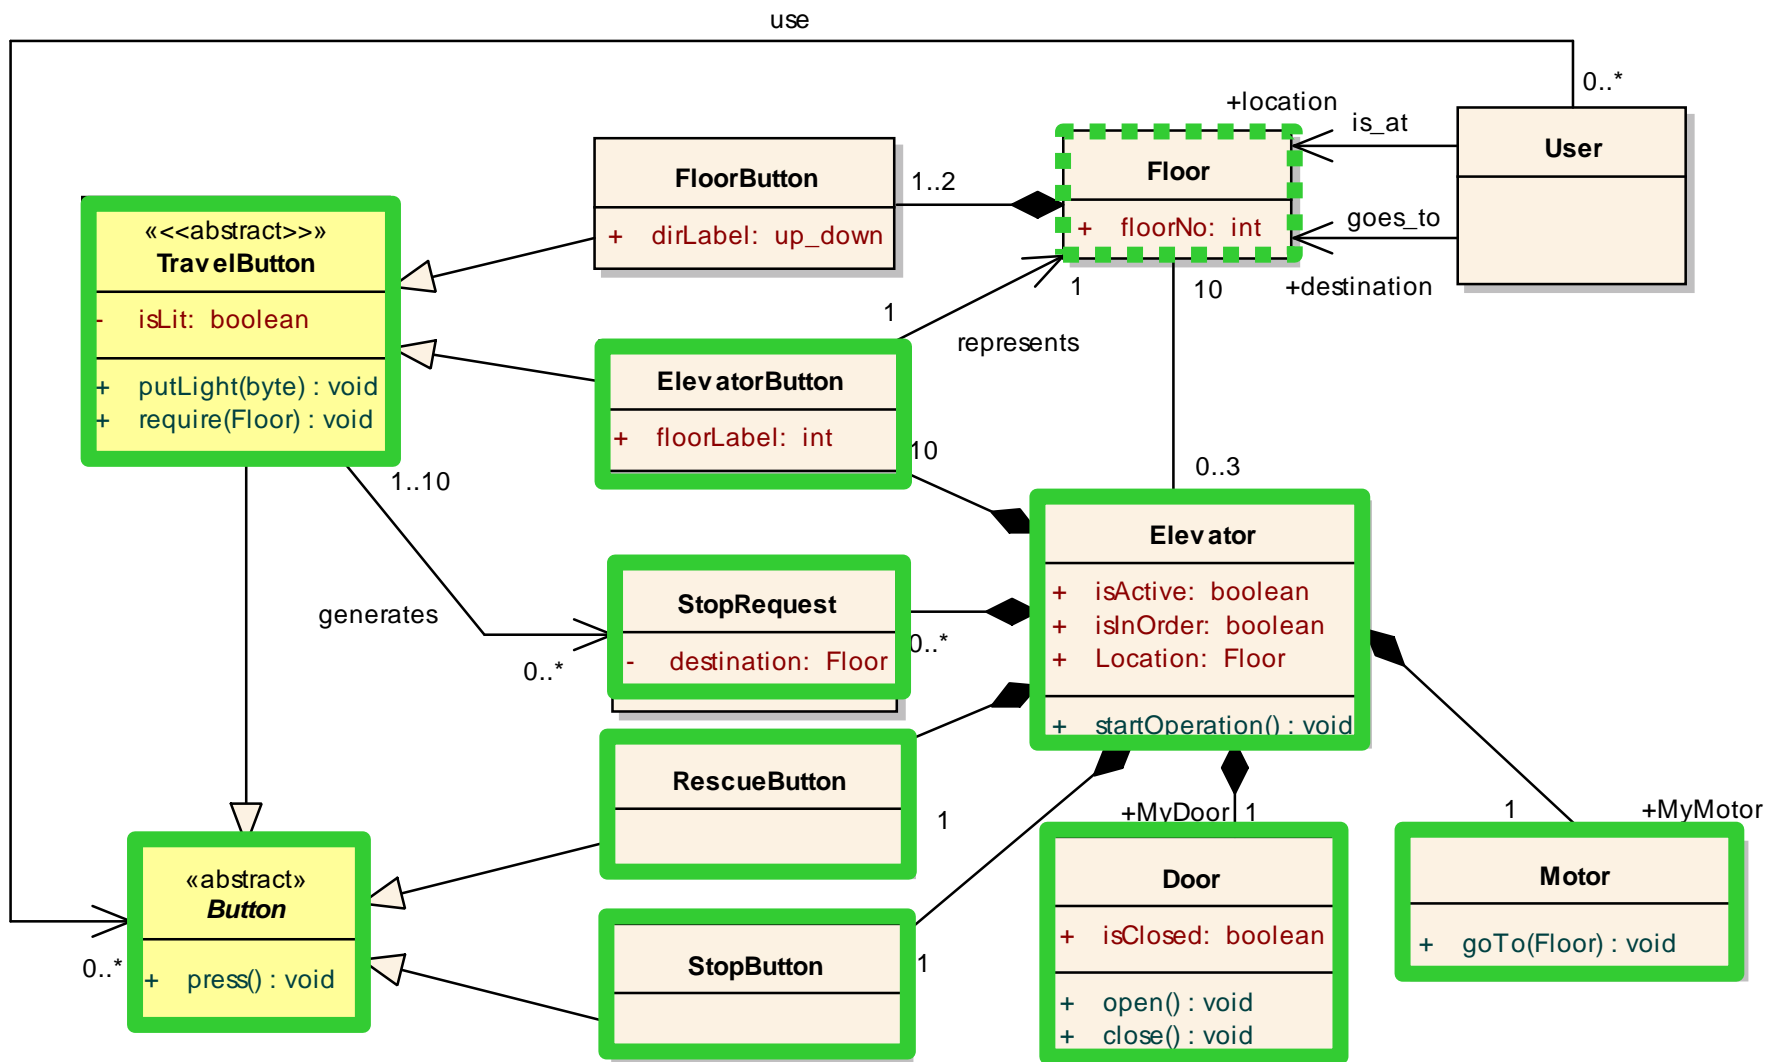 use
0..*
+location
is_at
User
Floor
+ floorNo: int
goes_to
+destination
FloorButton
+ dirLabel: up_down
1..2
«<<abstract>>»
TravelButton
- isLit: boolean
+ putLight(byte) : void
+ require(Floor) : void
1
1
10
represents
ElevatorButton
+ floorLabel: int
10
0..3
1..10
Elevator
+ isActive: boolean
+ isInOrder: boolean
+ Location: Floor
+ startOperation() : void
StopRequest
- destination: Floor
generates
0..*
0..*
RescueButton
1
+MyDoor
1
1
+MyMotor
«abstract»
Button
+ press() : void
0..*
StopButton
1
Door
+ isClosed: boolean
+ open() : void
+ close() : void
Motor
+ goTo(Floor) : void